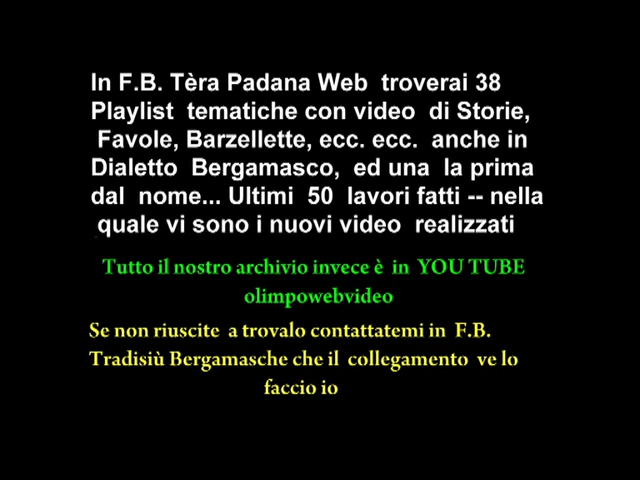 In F.B. Tèra Padana Web troverai 38
Playlist tematiche con video di Storie,
Favole, Barzellette, ecc. ecc. anche in
Dialetto Bergamasco, ed una la prima
dal nome... Ultimi 50 lavori fatti -- nella
quale vi sono i nuovi video realizzati
Tutto il nostro archivio invece è in YOU TUBE
olimpowebvideo
Se non riuscite a trovalo contattatemi in F.B.
Tradisiù Bergamasche che il collegamento ve lo
faccio io